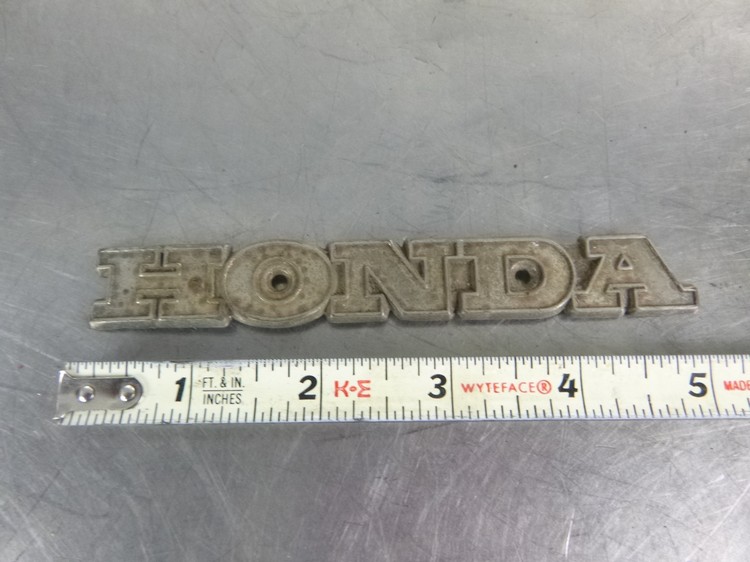 HONDA
1 FT. & IN. INCHES 2 K•E 3 WYTEFACE® 4 5 MADE